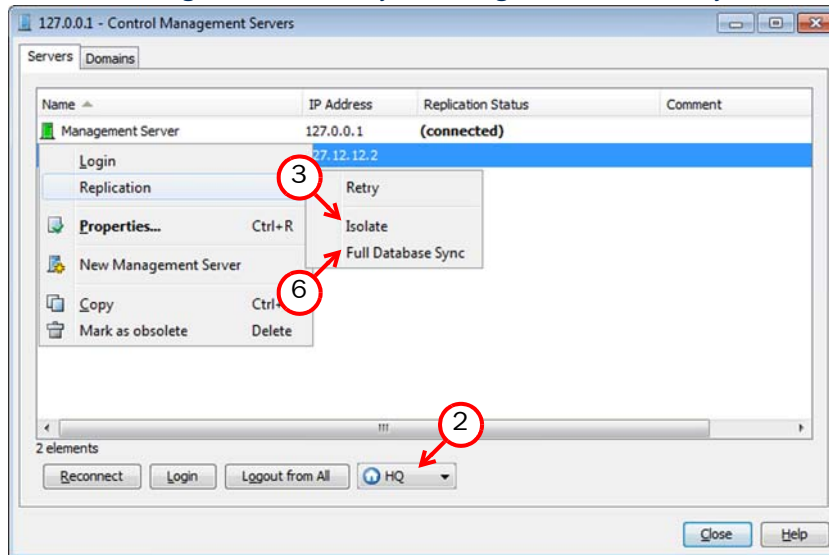 127.0.0.1 - Control Management Servers
Servers Domains
Name IP Address Replication Status Comment
Management Server 127.0.0.1 (connected)
27.12.12.2
Login
Replication
Retry
3
Properties... Ctrl+R
Isolate
Full Database Sync
New Management Server
6
Copy Ctrl+
Mark as obsolete Delete
2
2 elements
Reconnect Login Logout from All HQ
Close Help